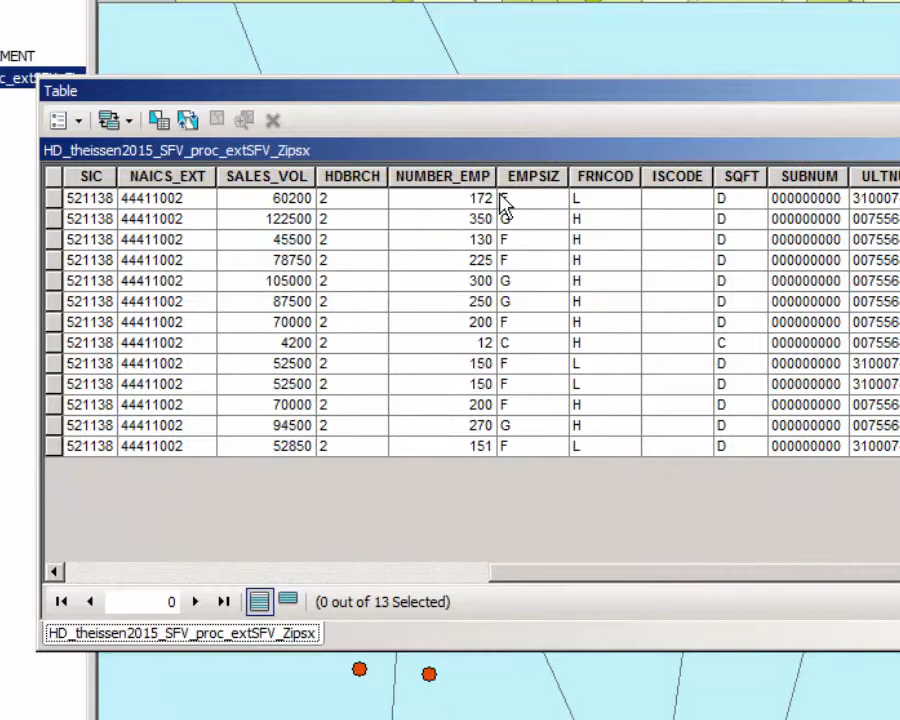 MENT
Table
HD_theissen2015_SFV_proc_extSFV_Zipsx
SIC NAICS_EXT SALES_VOL HDBRCH NUMBER_EMP EMPSIZ FRNCOD ISCODE SQFT SUBNUM ULTN
521138 44411002 60200 2 172 L D 000000000 310007
521138 44411002 122500 2 350 G H D 000000000 007556
521138 44411002 45500 2 130 F H D 000000000 007556
521138 44411002 78750 2 225 F H D 000000000 007556
521138 44411002 105000 2 300 G H D 000000000 007556
521138 44411002 87500 2 250 G H D 000000000 007556
521138 44411002 70000 2 200 F H D 000000000 007556
521138 44411002 4200 2 12 C H C 000000000 007556
521138 44411002 52500 2 150 F L D 000000000 310007
521138 44411002 52500 2 150 F L D 000000000 310007
521138 44411002 70000 2 200 F H D 000000000 007556
521138 44411002 94500 2 270 G H D 000000000 007556
521138 44411002 52850 2 151 F L D 000000000 310007
0 (0 out of 13 Selected)
HD_theissen2015_SFV_proc_extSFV_Zipsx